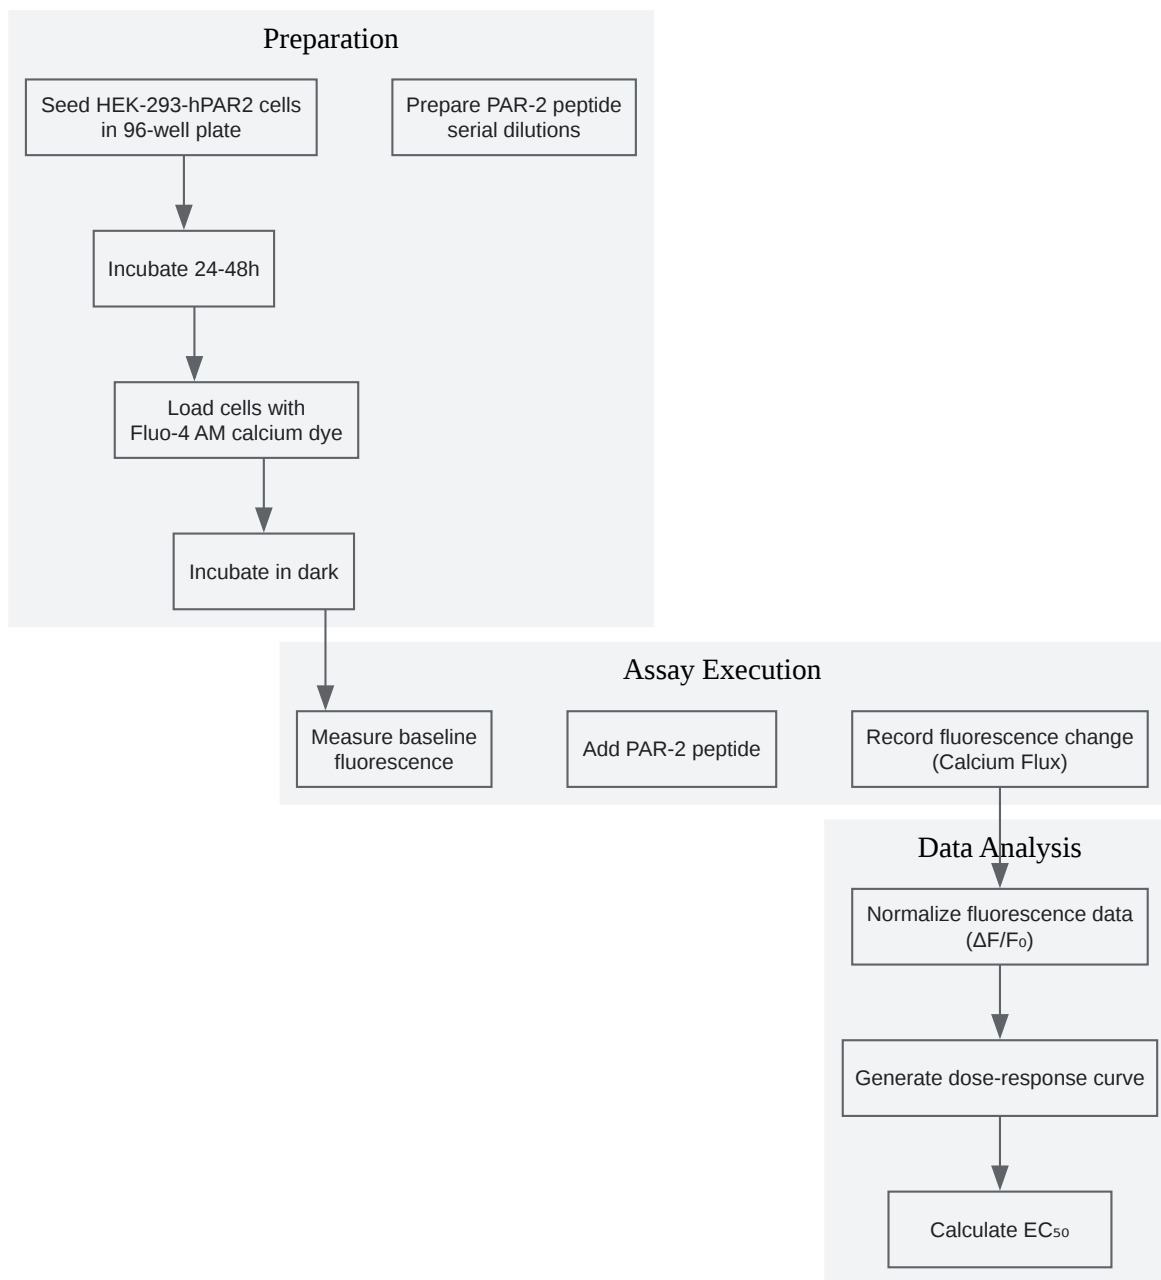 Preparation
Seed HEK-293-hPAR2 cells
in 96-well plate
Prepare PAR-2 peptide
serial dilutions
Incubate 24-48h
Load cells with
Fluo-4 AM calcium dye
Incubate in dark
Assay Execution
Measure baseline
fluorescence
Add PAR-2 peptide
Record fluorescence change
(Calcium Flux)
Data Analysis
Normalize fluorescence data
(ΔF/F₀)
Generate dose-response curve
Calculate EC₅₀